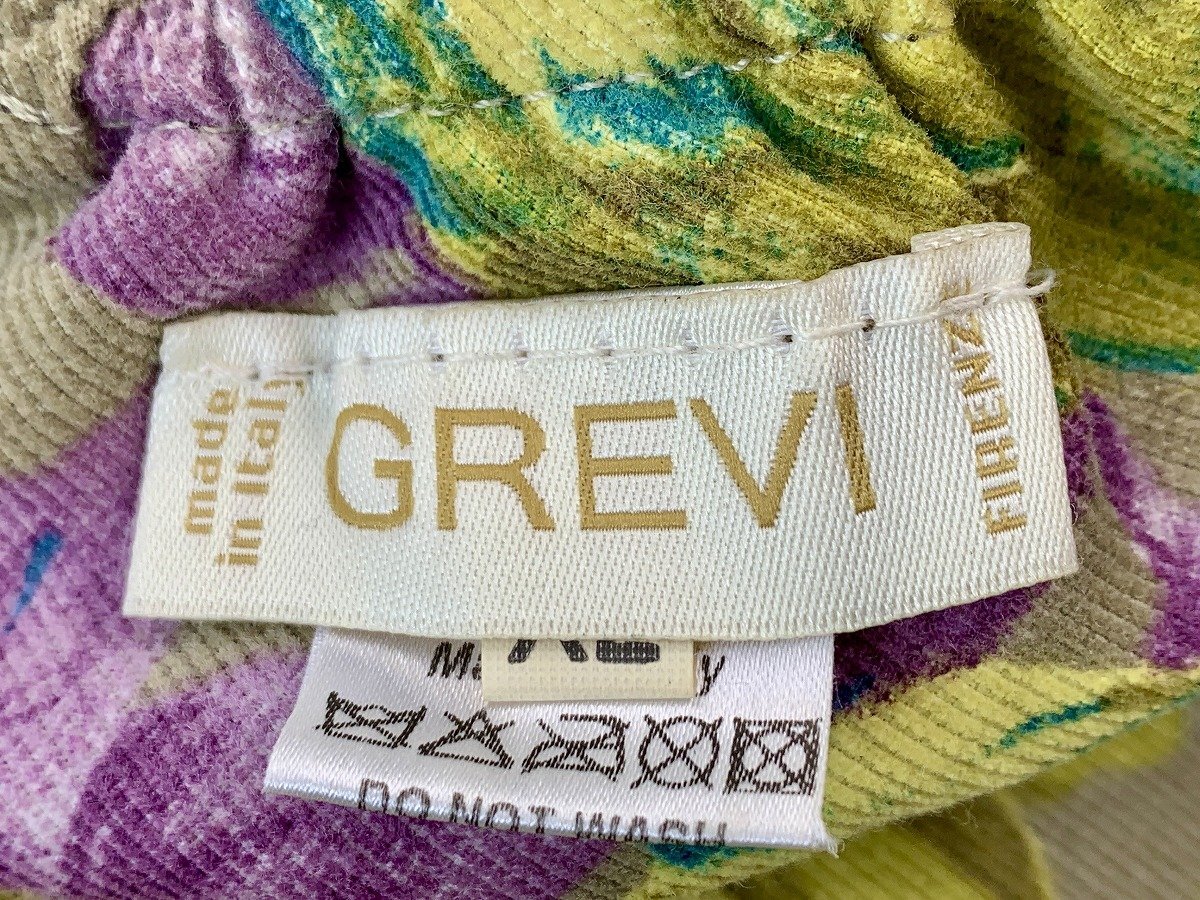 made
in Italy
GREVI
FIRENZE
DO NOT WASH